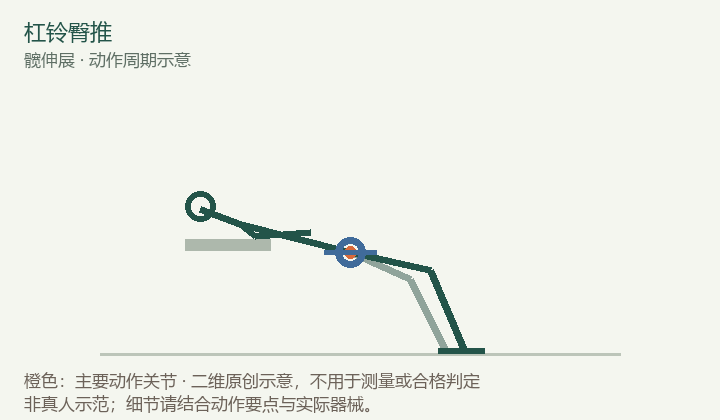 杠铃臀推
髋伸展 · 动作周期示意
橙色：主要动作关节 · 二维原创示意，不用于测量或合格判定
非真人示范；细节请结合动作要点与实际器械。